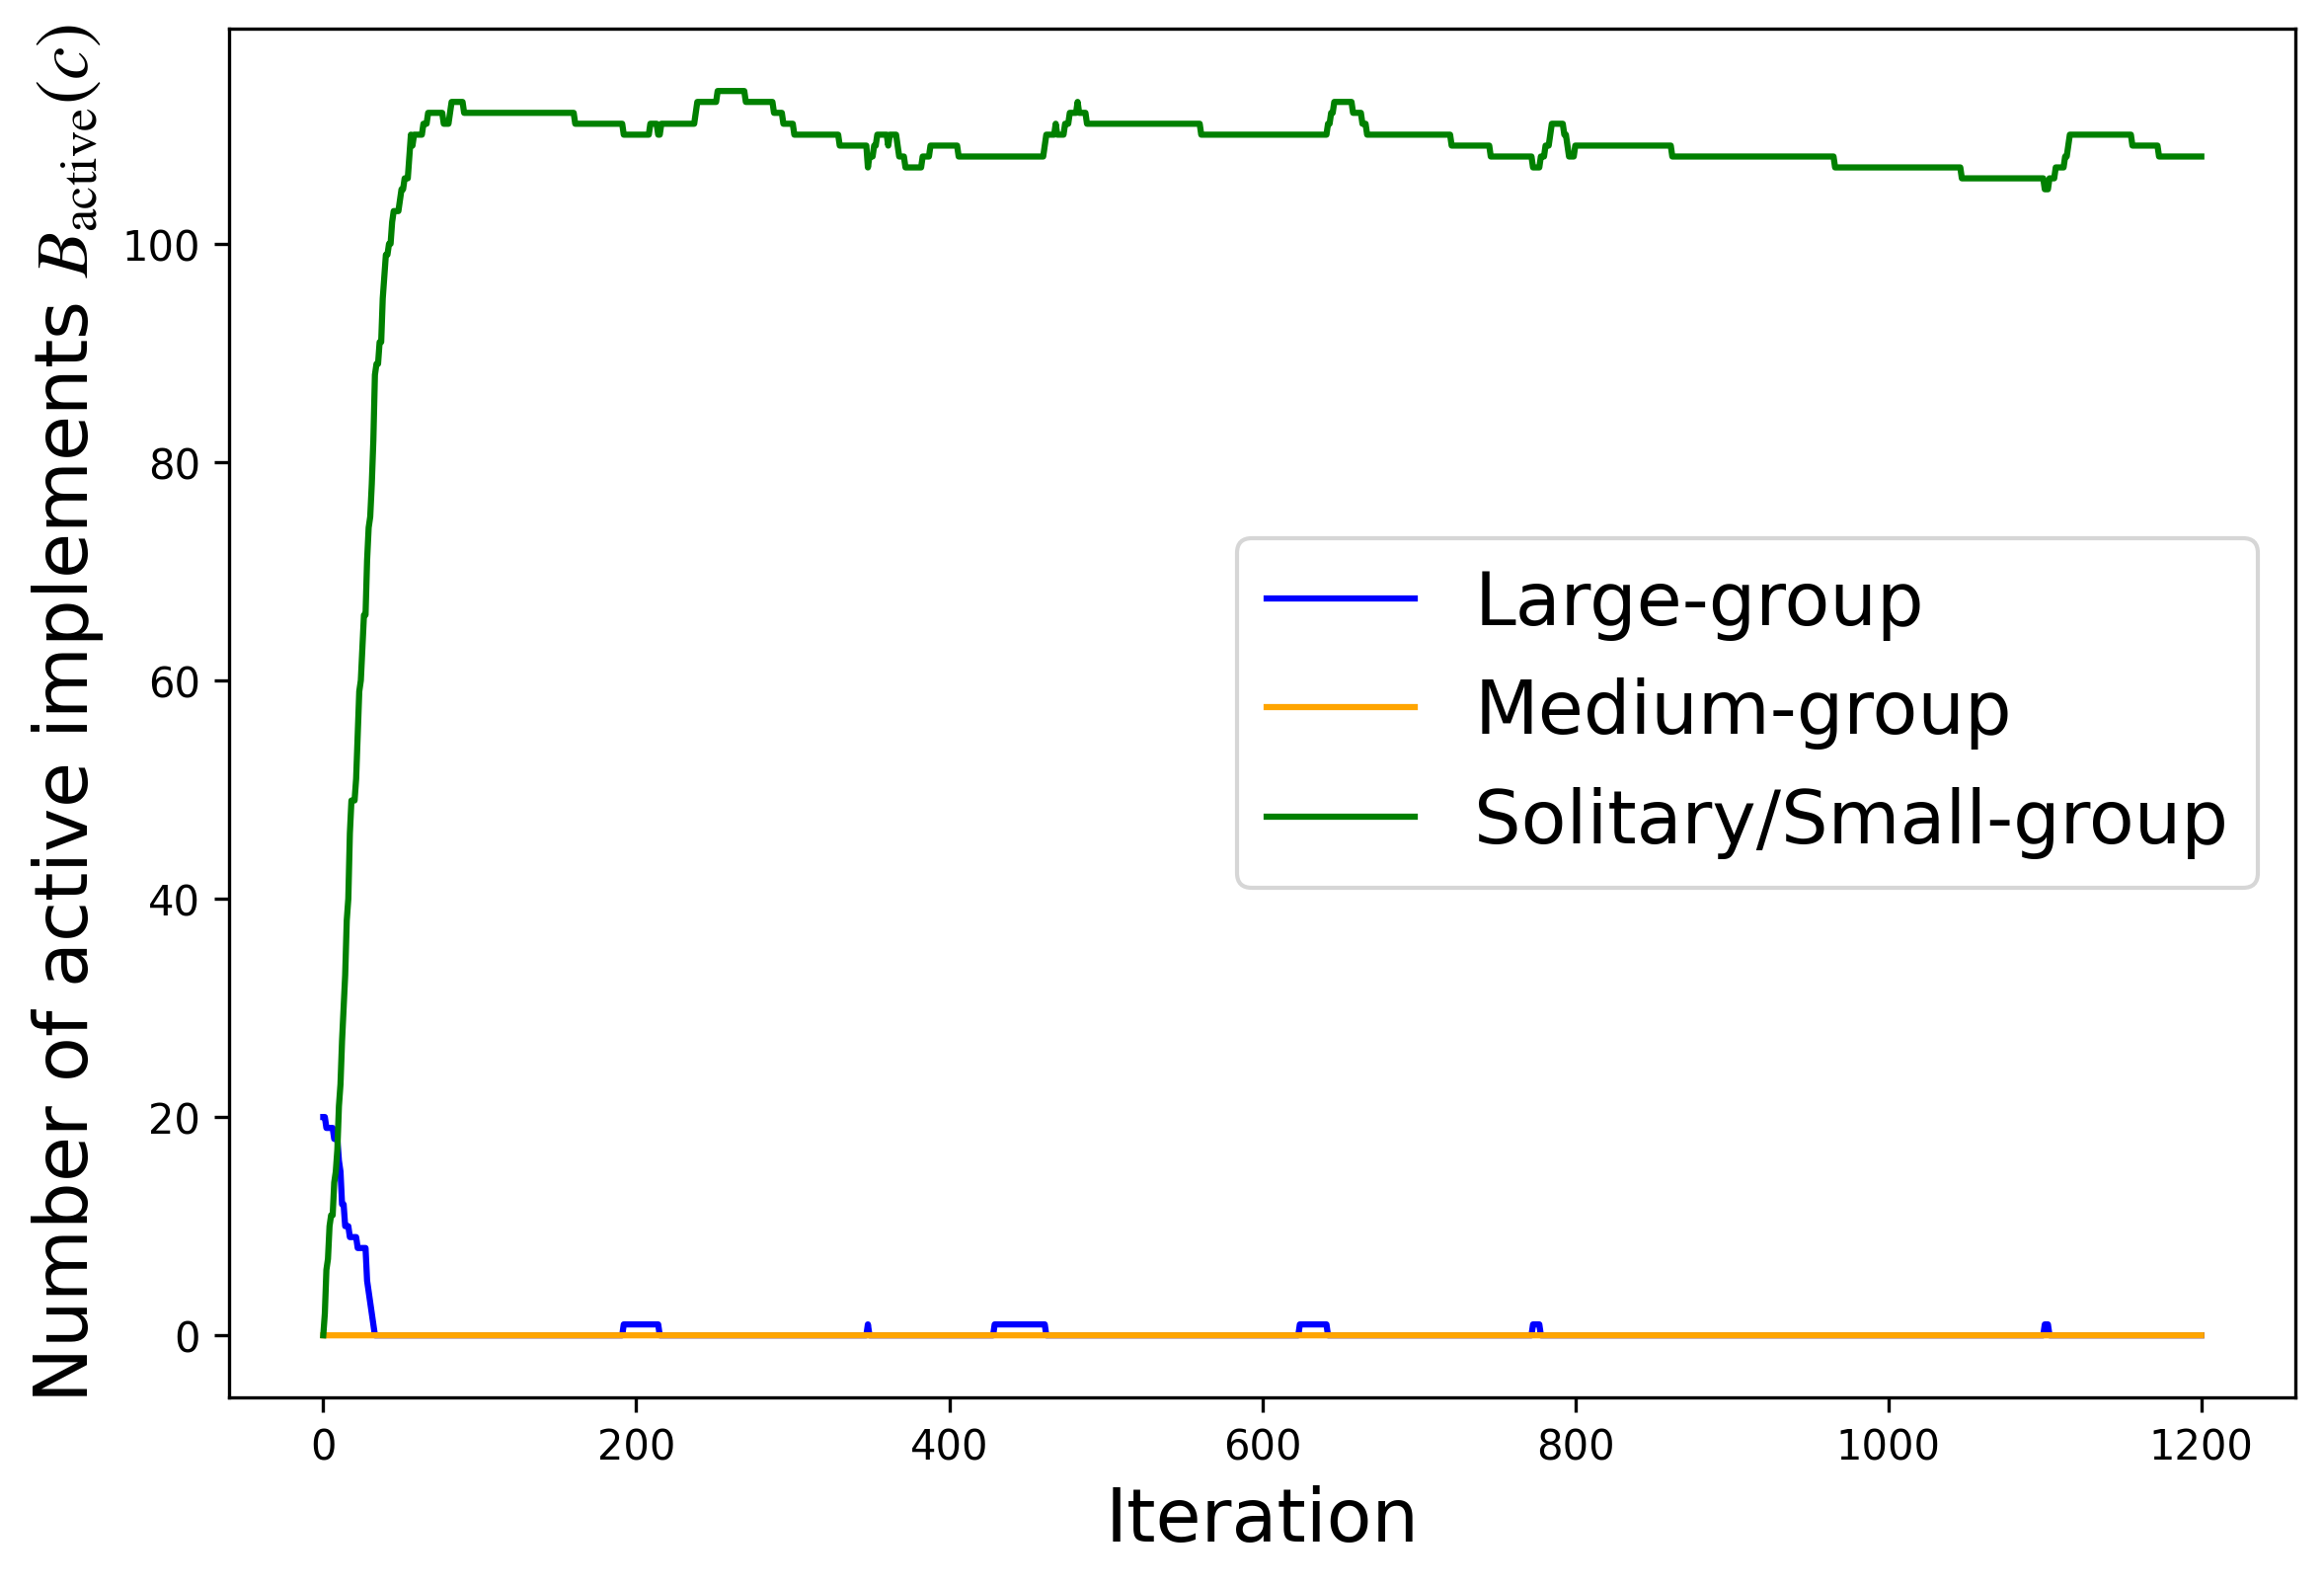 Number of active implements B_active(c)
100
80
60
40
20
0
Large-group
Medium-group
Solitary/Small-group
0 200 400 600 800 1000 1200
Iteration